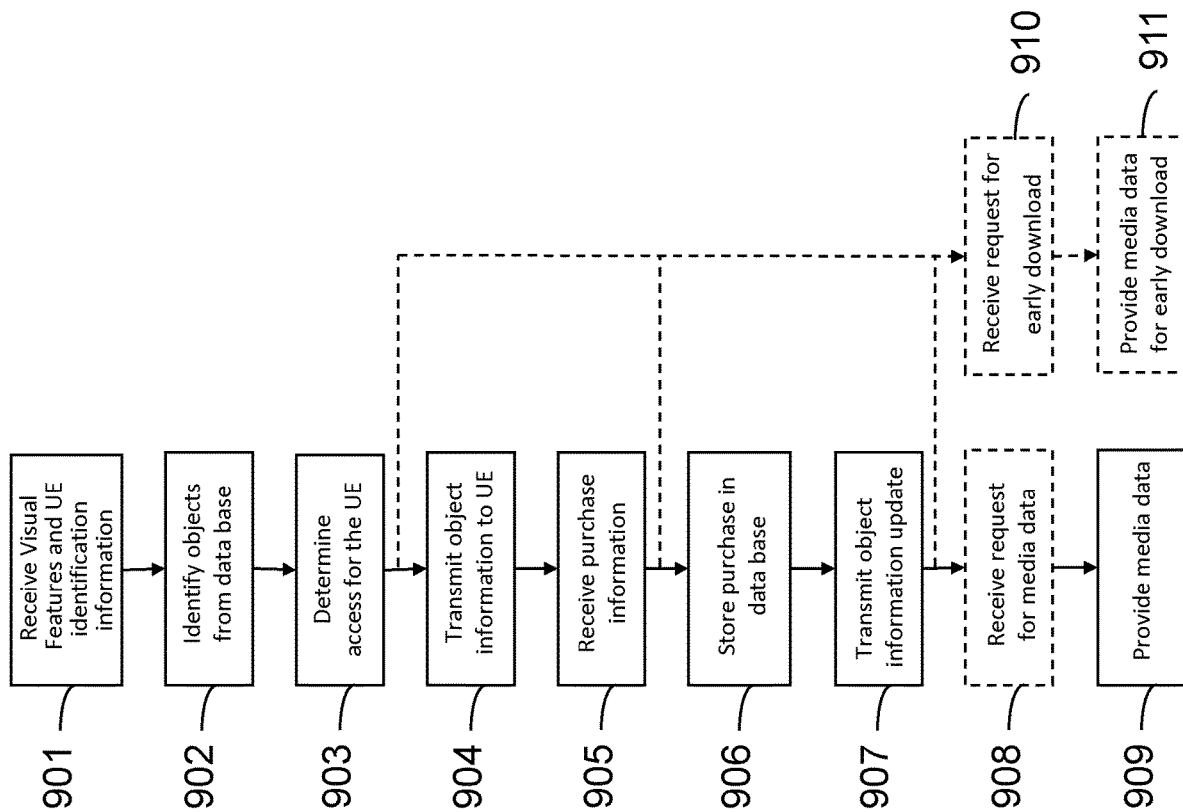 901
Receive Visual
Features and UE
identification
information
902
Identify objects
from data base
903
Determine
access for the UE
904
Transmit object
information to UE
905
Receive purchase
information
906
Store purchase in
data base
907
Transmit object
information update
908
Receive request
for media data
909
Provide media data
910
Receive request for
early download
911
Provide media data
for early download